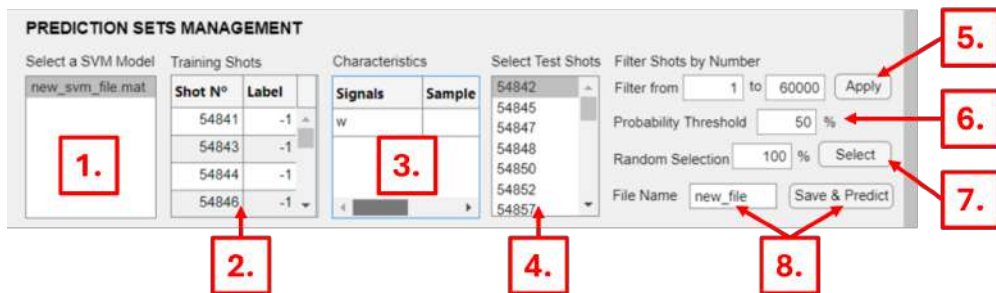 PREDICTION SETS MANAGEMENT
Select a SVM Model
new_svm_file.mat
1.
Training Shots
Shot Nº Label
54841 -1
54843 -1
54844 -1
54846 -1
2.
Characteristics
Signals Sample
w
3.
Select Test Shots
54842
54845
54847
54848
54850
54852
54857
4.
Filter Shots by Number
Filter from 1 to 60000 Apply
5.
Probability Threshold 50 %
6.
Random Selection 100 % Select
7.
File Name new_file Save & Predict
8.